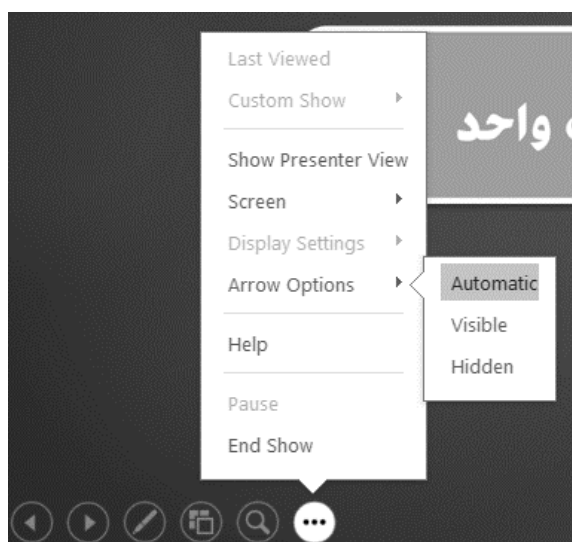 Last Viewed
Custom Show
واحد
Show Presenter View
Screen
Display Settings
Arrow Options
Automatic
Visible
Help
Hidden
Pause
End Show